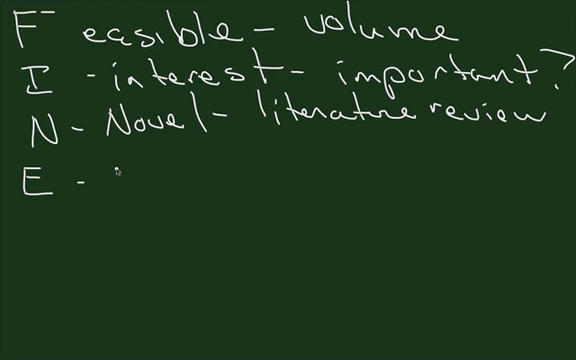 F- easible - volume
I - interest - important?
N - Novel - literature review
E -